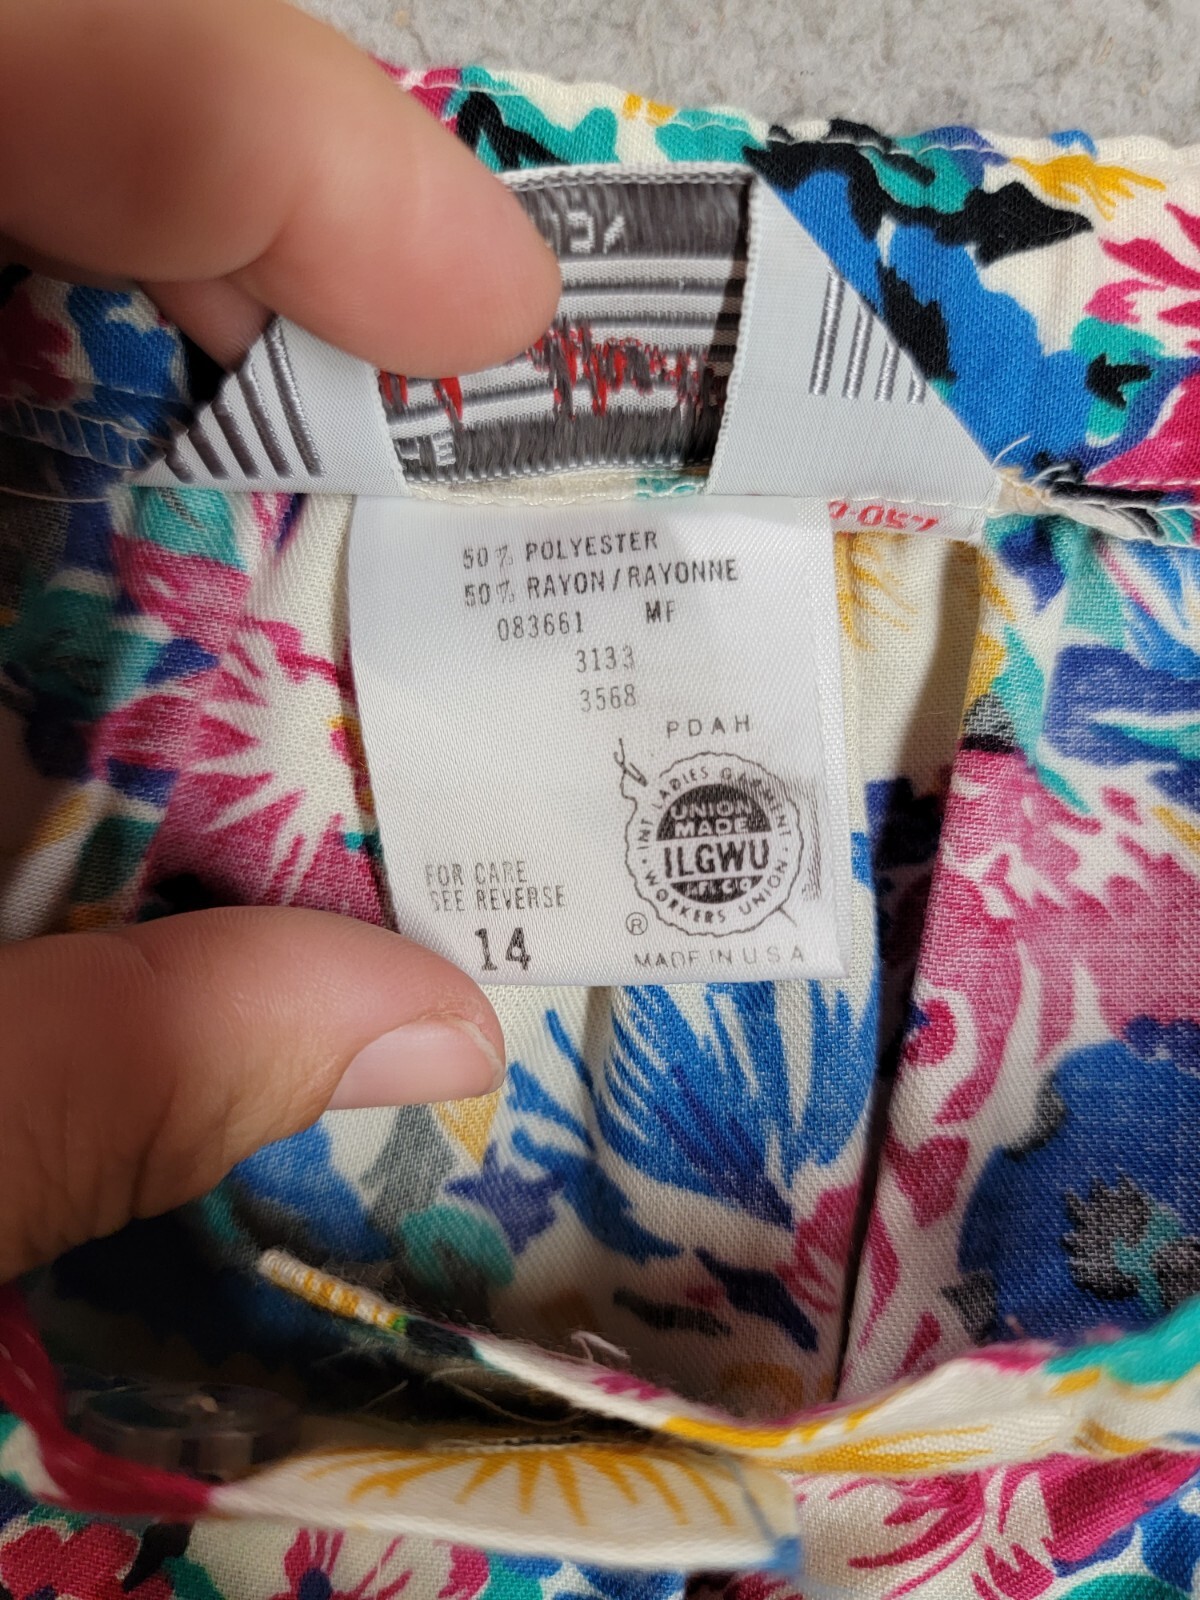 50% POLYESTER
50% RAYON/RAYONNE
083661 MF
3133
3568
PDAH
INT LADIES GARMENT
UNION
MADE
ILGWU
AFL CIO
WORKERS UNION
®
FOR CARE
SEE REVERSE
14
MADE IN U S A